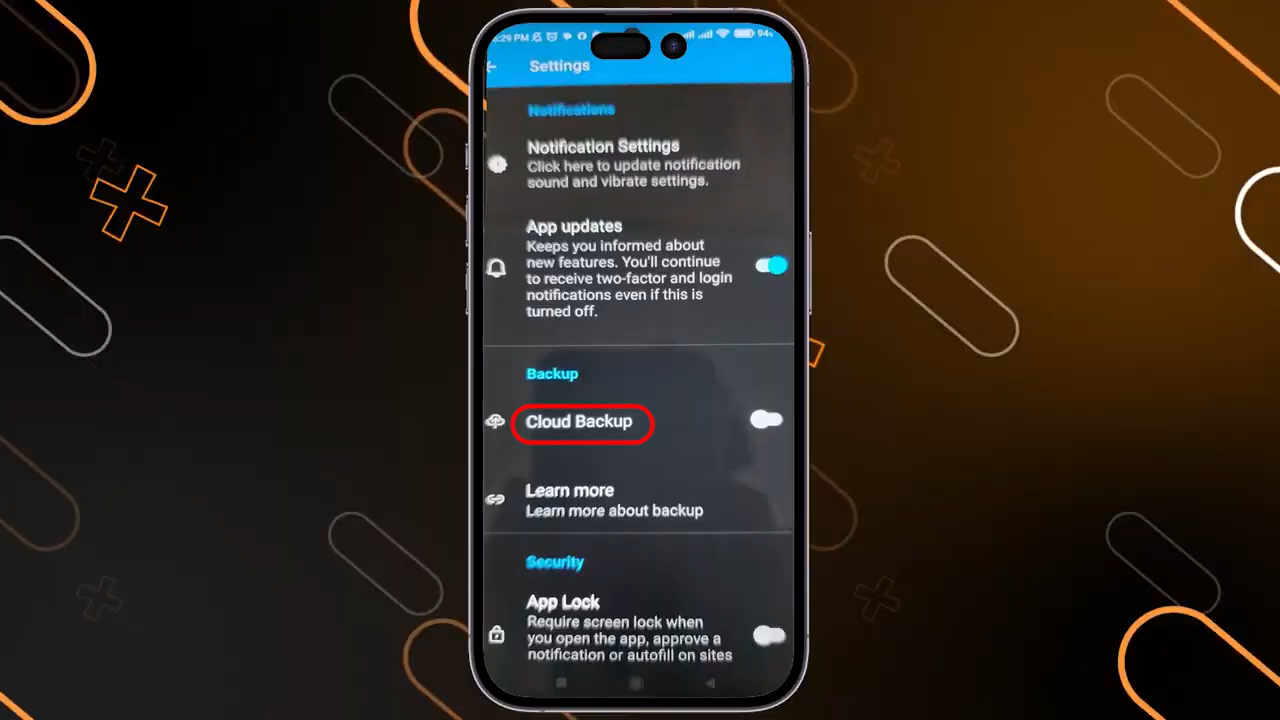 :29 PM
94
Settings
Notifications
Notification Settings
Click here to update notification
sound and vibrate settings.
App updates
Keeps you informed about
new features. You'll continue
to receive two-factor and login
notifications even if this is
turned off.
Backup
Cloud Backup
Learn more
Learn more about backup
Security
App Lock
Require screen lock when
you open the app, approve a
notification or autofill on sites